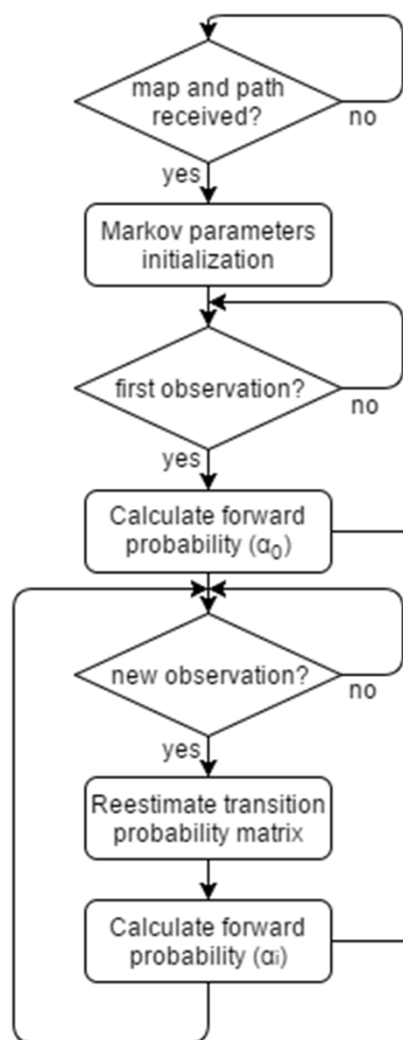 map and path
received?
no
yes
Markov parameters
initialization
first observation?
no
yes
Calculate forward
probability (α₀)
new observation?
no
yes
Reestimate transition
probability matrix
Calculate forward
probability (αᵢ)